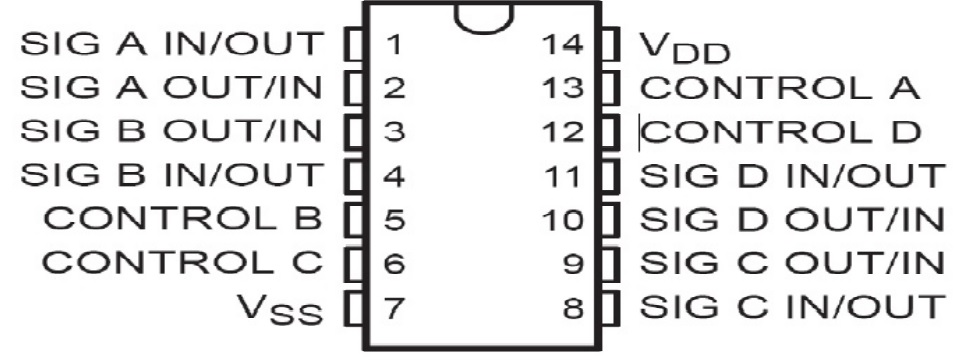 SIG A IN/OUT 1 14 VDD
SIG A OUT/IN 2 13 CONTROL A
SIG B OUT/IN 3 12 CONTROL D
SIG B IN/OUT 4 11 SIG D IN/OUT
CONTROL B 5 10 SIG D OUT/IN
CONTROL C 6 9 SIG C OUT/IN
VSS 7 8 SIG C IN/OUT